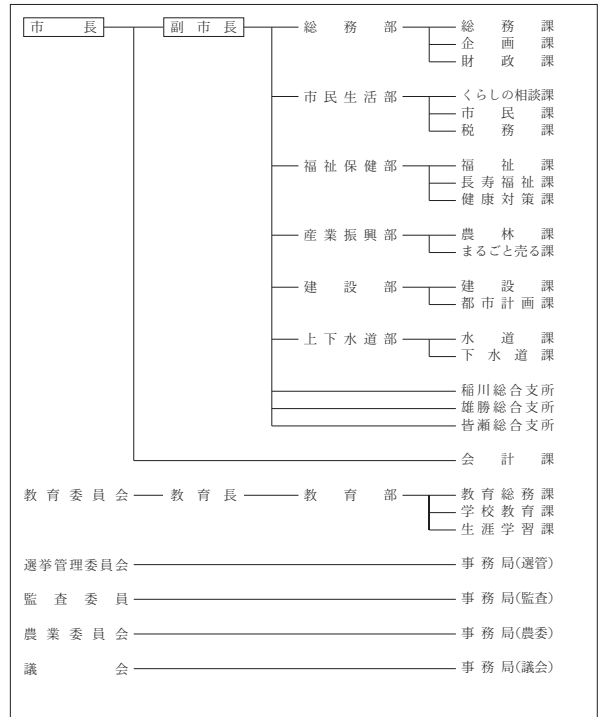 市長 副市長 総務部 総務課
企画課
財政課
市民生活部 くらしの相談課
市民課
税務課
福祉保健部 福祉課
長寿福祉課
健康対策課
産業振興部 農林課
まるごと売る課
建設部 建設課
都市計画課
上下水道部 水道課
下水道課
稲川総合支所
雄勝総合支所
皆瀬総合支所
会計課
教育委員会 教育長 教育部 教育総務課
学校教育課
生涯学習課
選挙管理委員会 事務局(選管)
監査委員 事務局(監査)
農業委員会 事務局(農委)
議会 事務局(議会)